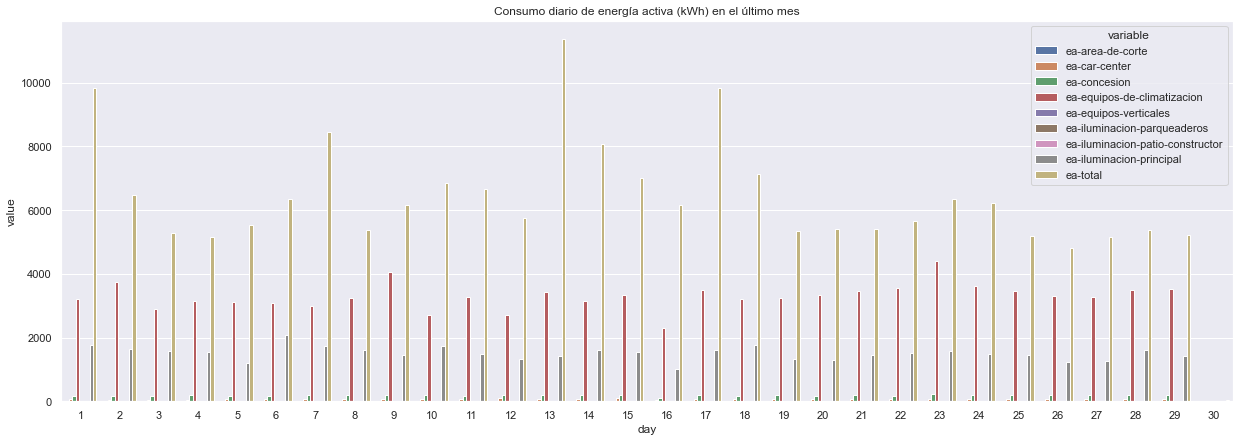 Consumo diario de energía activa (kWh) en el último mes
variable
ea-area-de-corte
ea-car-center
ea-concesion
ea-equipos-de-climatizacion
ea-equipos-verticales
ea-iluminacion-parqueaderos
ea-iluminacion-patio-constructor
ea-iluminacion-principal
ea-total
value
10000
8000
6000
4000
2000
0
1 2 3 4 5 6 7 8 9 10 11 12 13 14 15 16 17 18 19 20 21 22 23 24 25 26 27 28 29 30
day